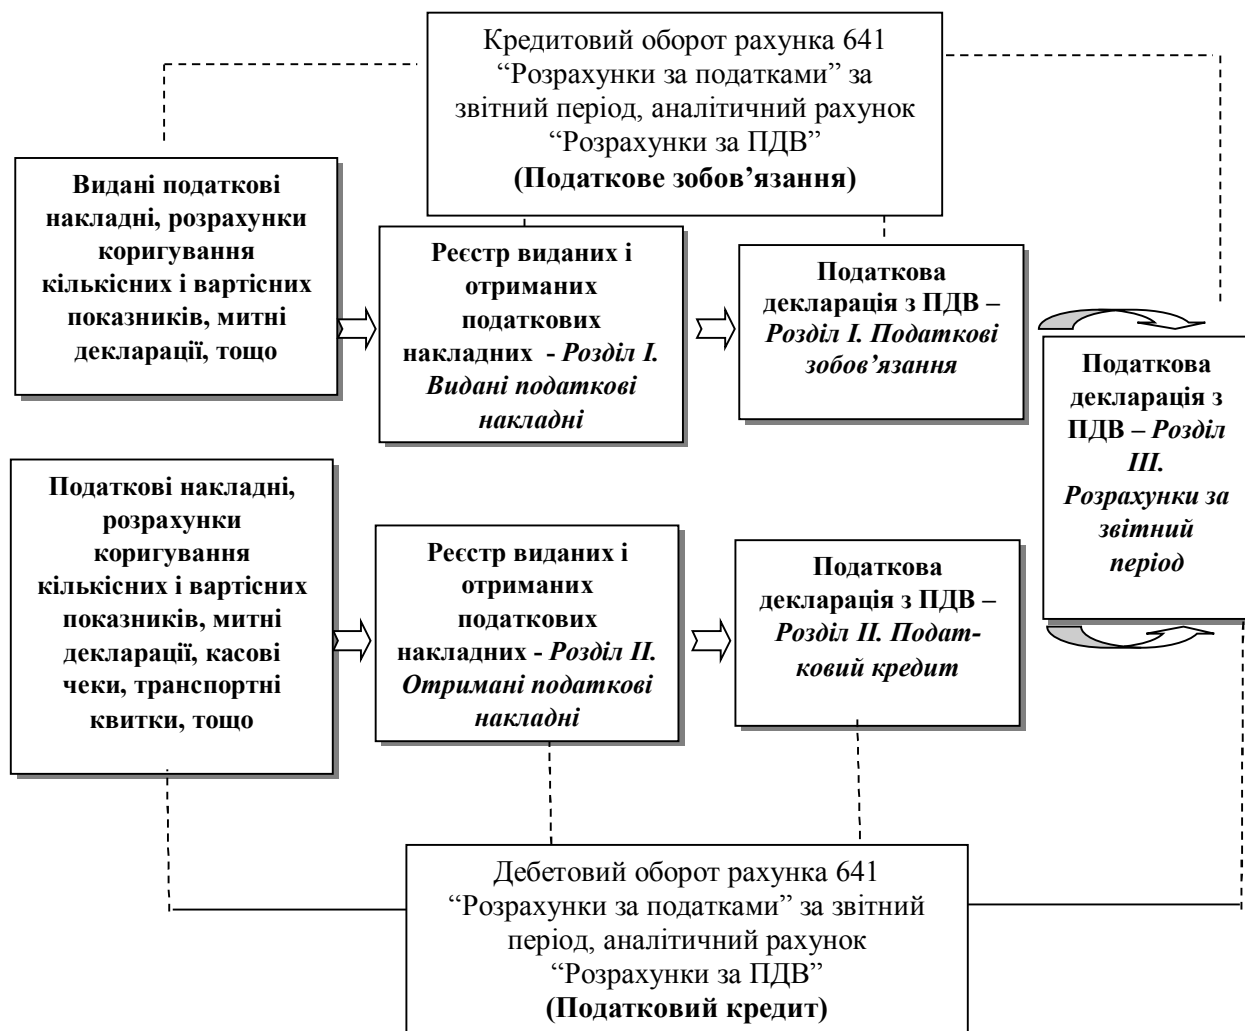 Кредитовий оборот рахунка 641
“Розрахунки за податками” за
звітний період, аналітичний рахунок
“Розрахунки за ПДВ”
(Податкове зобов’язання)
Видані податкові
накладні, розрахунки
коригування
кількісних і вартісних
показників, митні
декларації, тощо
Реєстр виданих і
отриманих
податкових
накладних - Розділ І.
Видані податкові
накладні
Податкова
декларація з ПДВ –
Розділ І. Податкові
зобов’язання
Податкова
декларація з
ПДВ – Розділ
ІІІ.
Розрахунки за
звітний
період
Податкові накладні,
розрахунки
коригування
кількісних і вартісних
показників, митні
декларації, касові
чеки, транспортні
квитки, тощо
Реєстр виданих і
отриманих
податкових
накладних - Розділ ІІ.
Отримані податкові
накладні
Податкова
декларація з ПДВ –
Розділ ІІ. Подат-
ковий кредит
Дебетовий оборот рахунка 641
“Розрахунки за податками” за звітний
період, аналітичний рахунок
“Розрахунки за ПДВ”
(Податковий кредит)